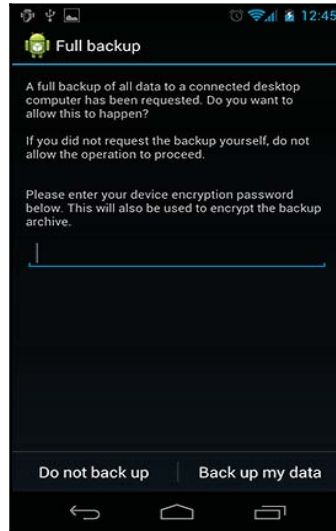 12:45
Full backup
A full backup of all data to a connected desktop
computer has been requested. Do you want to
allow this to happen?
If you did not request the backup yourself, do not
allow the operation to proceed.
Please enter your device encryption password
below. This will also be used to encrypt the backup
archive.
Do not back up Back up my data